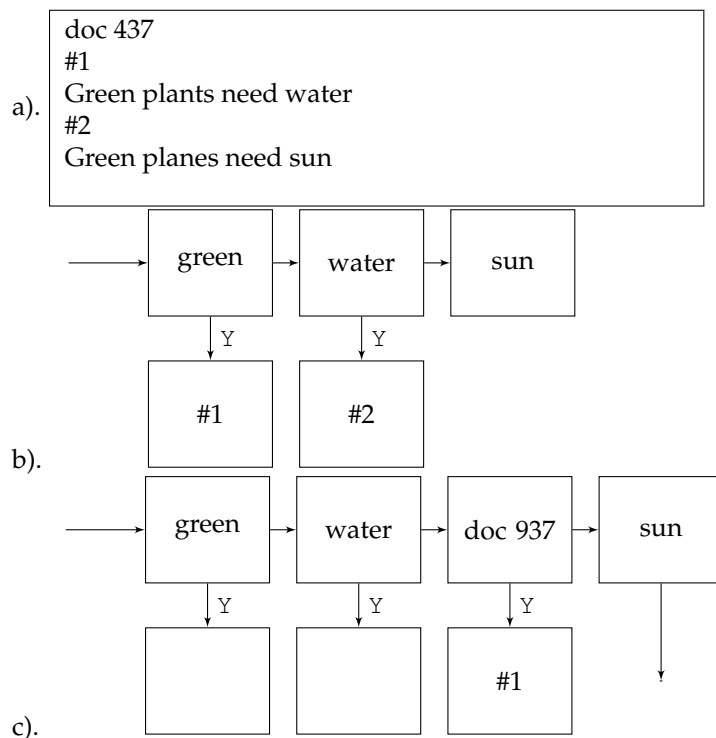 doc 437
#1
Green plants need water
#2
Green planes need sun
a).
green water sun
Y Y
#1 #2
b).
green water doc 937 sun
Y Y Y
#1
c).